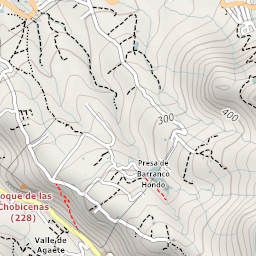 300
400
Presa de
Barranco
Hondo
oque de las
Chobicenas
(228)
Valle de
Agaete